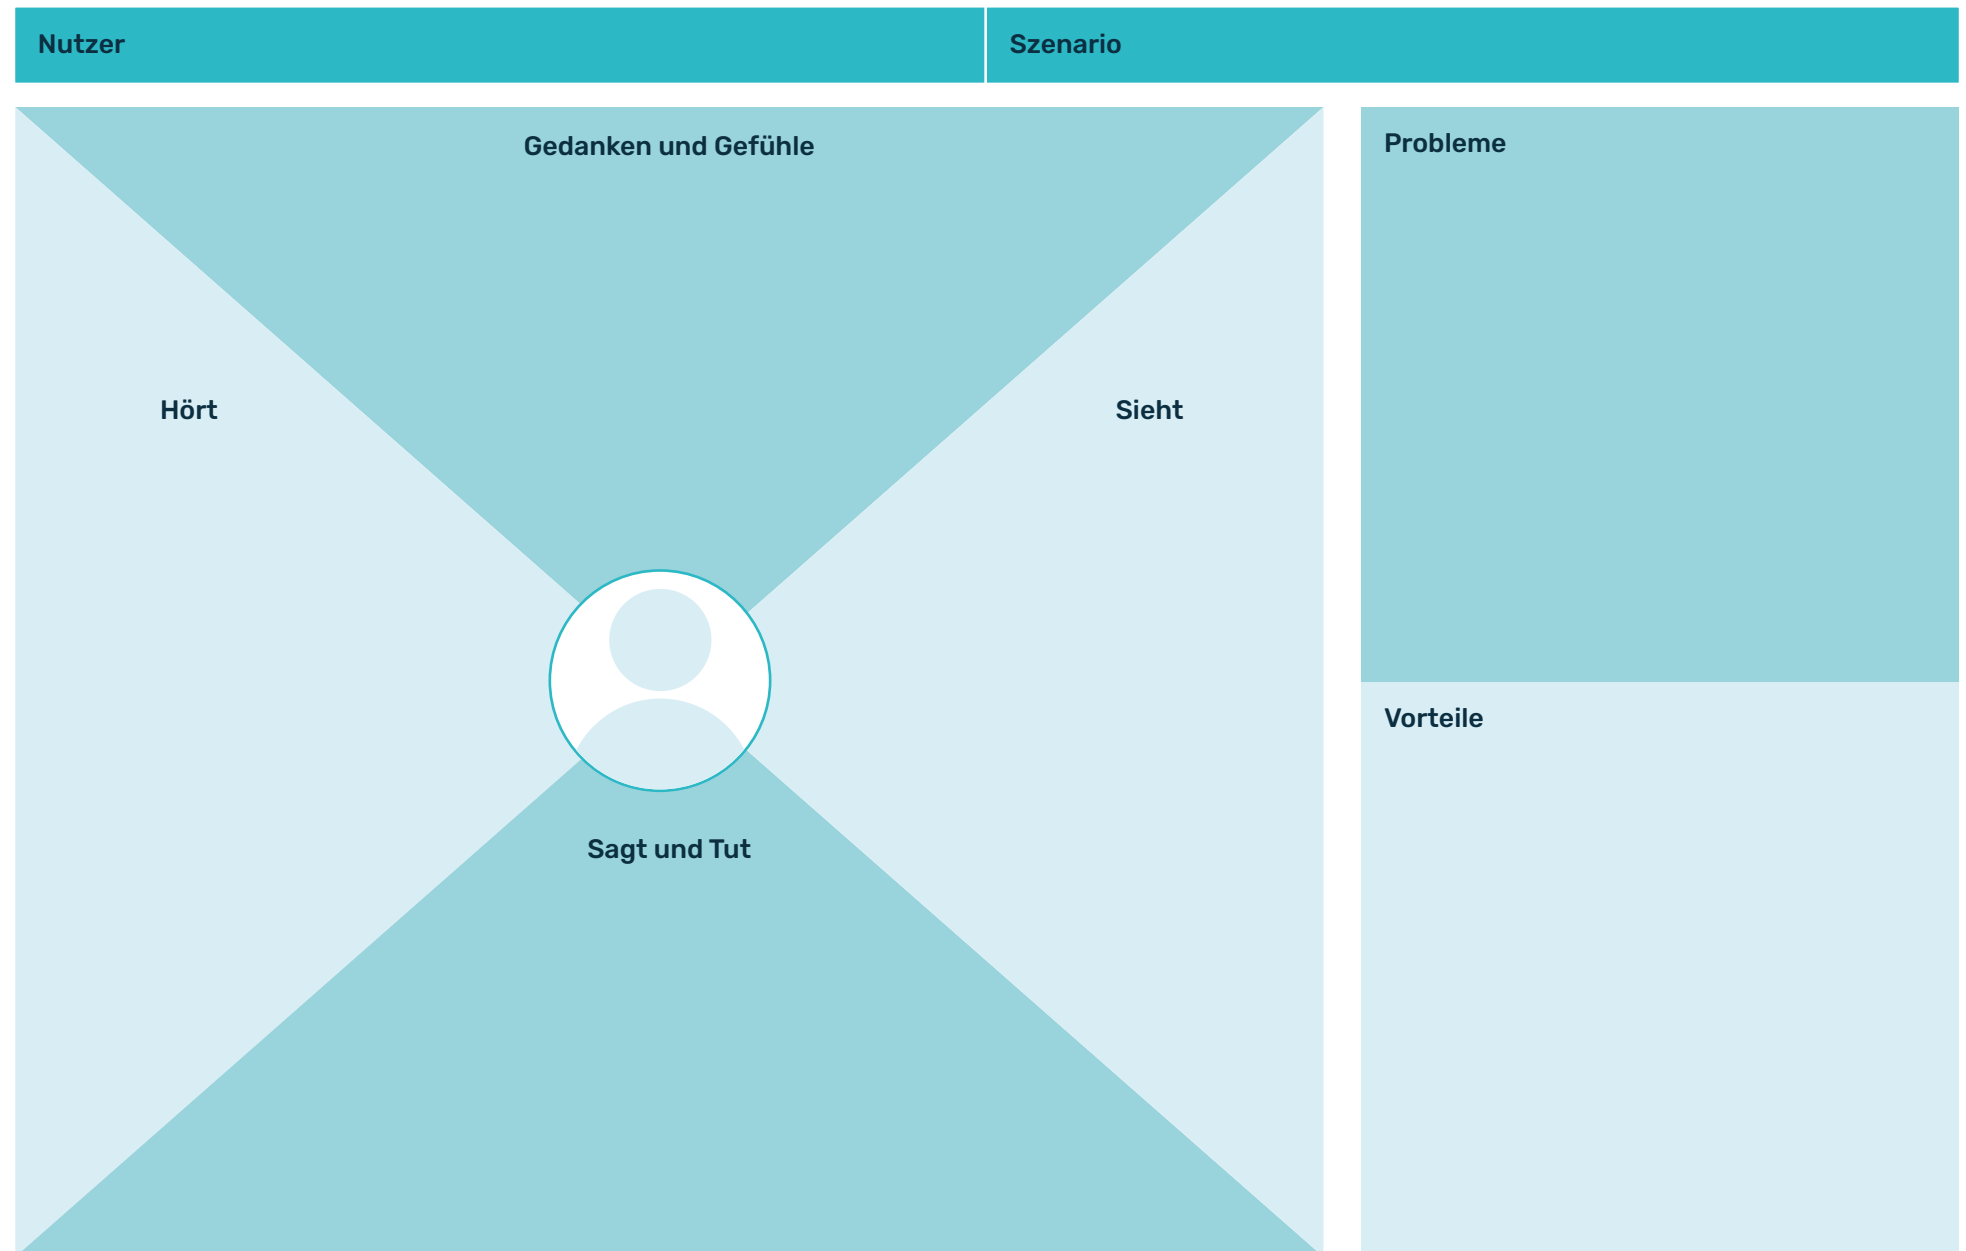 Nutzer
Szenario
Gedanken und Gefühle
Probleme
Hört
Sieht
Vorteile
Sagt und Tut